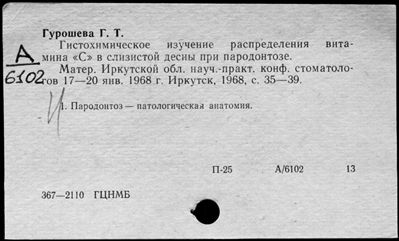 А
6102
Гурошева Г. Т.
Гистохимическое изучение распределения вита-
мина «С» в слизистой десны при пародонтозе.
Матер. Иркутской обл. науч.-практ. конф. стоматоло-
гов 17—20 янв. 1968 г. Иркутск, 1968, с. 35—39.
1. Пародонтоз — патологическая анатомия.
П-25 А/6102 13
367—2110 ГЦНМБ